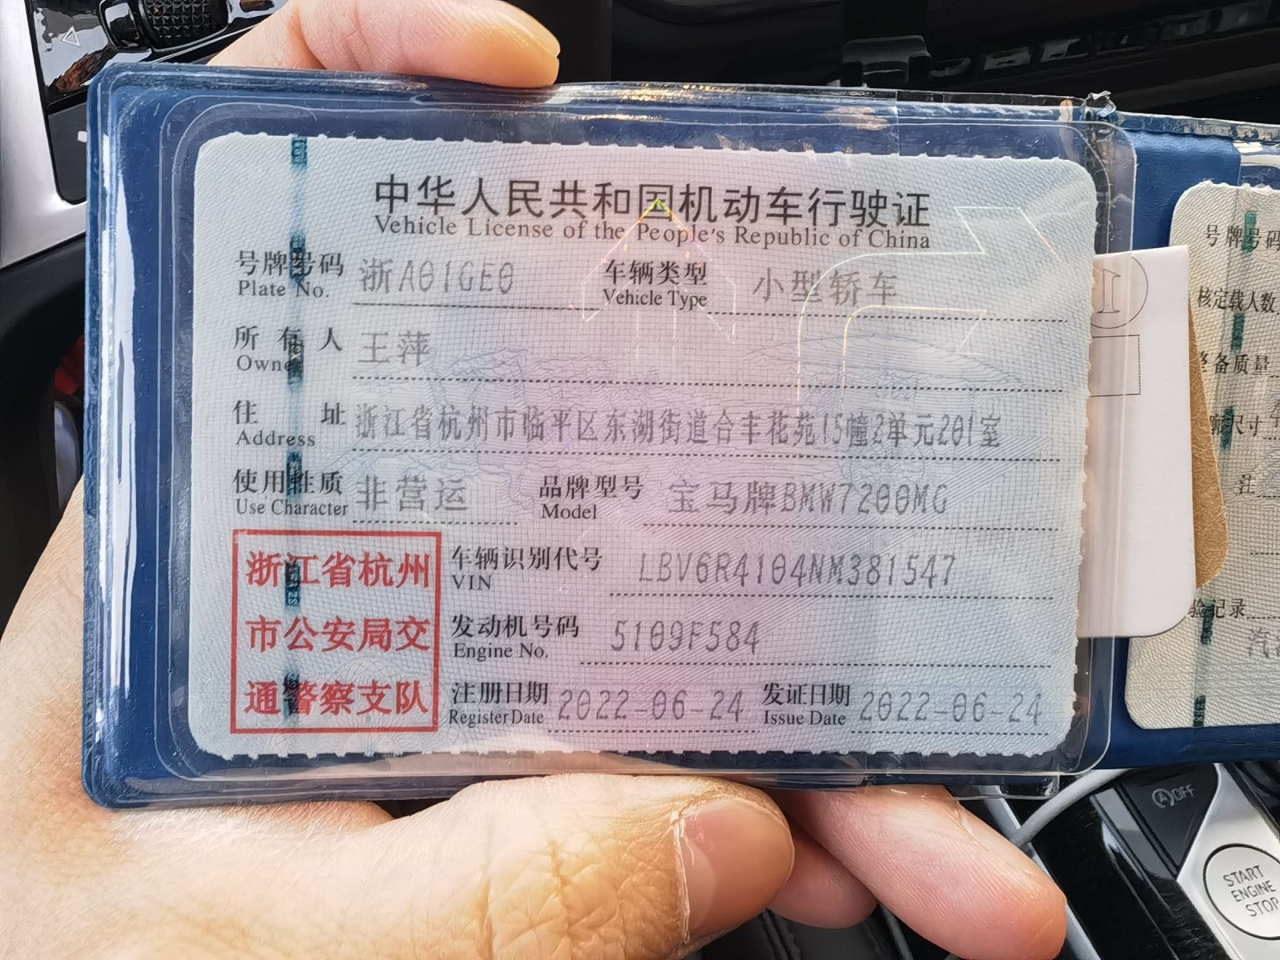 中华人民共和国机动车行驶证
Vehicle License of the People's Republic of China
号牌号码 浙A01GE0 车辆类型 小型轿车
Plate No. Vehicle Type
所有人 王萍
Owner
住址 浙江省杭州市临平区东湖街道合丰花苑15幢2单元201室
Address
使用性质 非营运 品牌型号 宝马牌BMW7200MG
Use Character Model
浙江省杭州
市公安局交
通警察支队
车辆识别代号 LBV6R4104NM381547
VIN
发动机号码 5109F584
Engine No.
注册日期 2022-06-24 发证日期 2022-06-24
Register Date Issue Date
号牌号码
核定载人数
备质量
尺寸
注
验记录
OFF
START
ENGINE
STOP